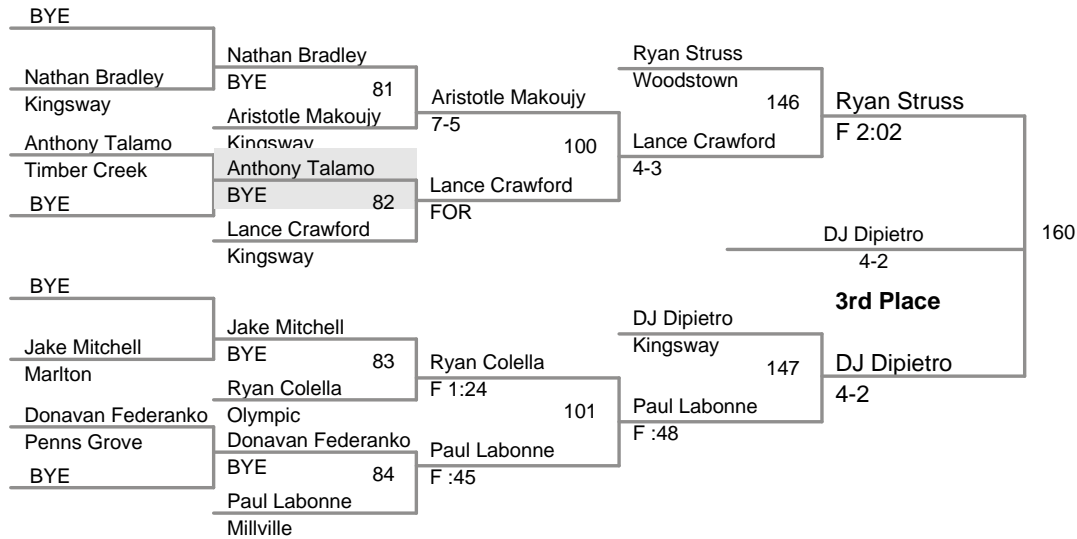 BYE
Nathan Bradley
Kingsway
Anthony Talamo
Timber Creek
BYE
Nathan Bradley
BYE
81
Aristotle Makoujy
Kingsway
Anthony Talamo
BYE
82
Lance Crawford
Kingsway
Aristotle Makoujy
7-5
100
Lance Crawford
FOR
Ryan Struss
Woodstown
146
Lance Crawford
4-3
Ryan Struss
F 2:02
DJ Dipietro
4-2
160
3rd Place
BYE
Jake Mitchell
Marlton
Donavan Federanko
Penns Grove
BYE
Jake Mitchell
BYE
83
Ryan Colella
Olympic
Donavan Federanko
BYE
84
Paul Labonne
Millville
Ryan Colella
F 1:24
101
Paul Labonne
F :45
DJ Dipietro
Kingsway
147
Paul Labonne
F :48
DJ Dipietro
4-2